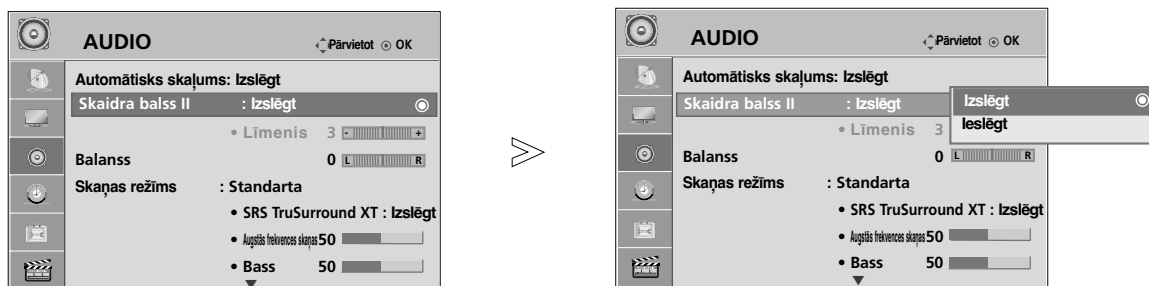 AUDIO
Pārvietot OK
Automātisks skaļums: Izslēgt
Skaidra balss II : Izslēgt
• Līmenis 3 - +
Balanss 0 L R
Skaņas režīms : Standarta
• SRS TruSurround XT : Izslēgt
• Augstās frekvences skaņas 50
• Bass 50
AUDIO
Pārvietot OK
Automātisks skaļums: Izslēgt
Skaidra balss II : Izslēgt
Izslēgt
Ieslēgt
• Līmenis 3
Balanss 0 L R
Skaņas režīms : Standarta
• SRS TruSurround XT : Izslēgt
• Augstās frekvences skaņas 50
• Bass 50